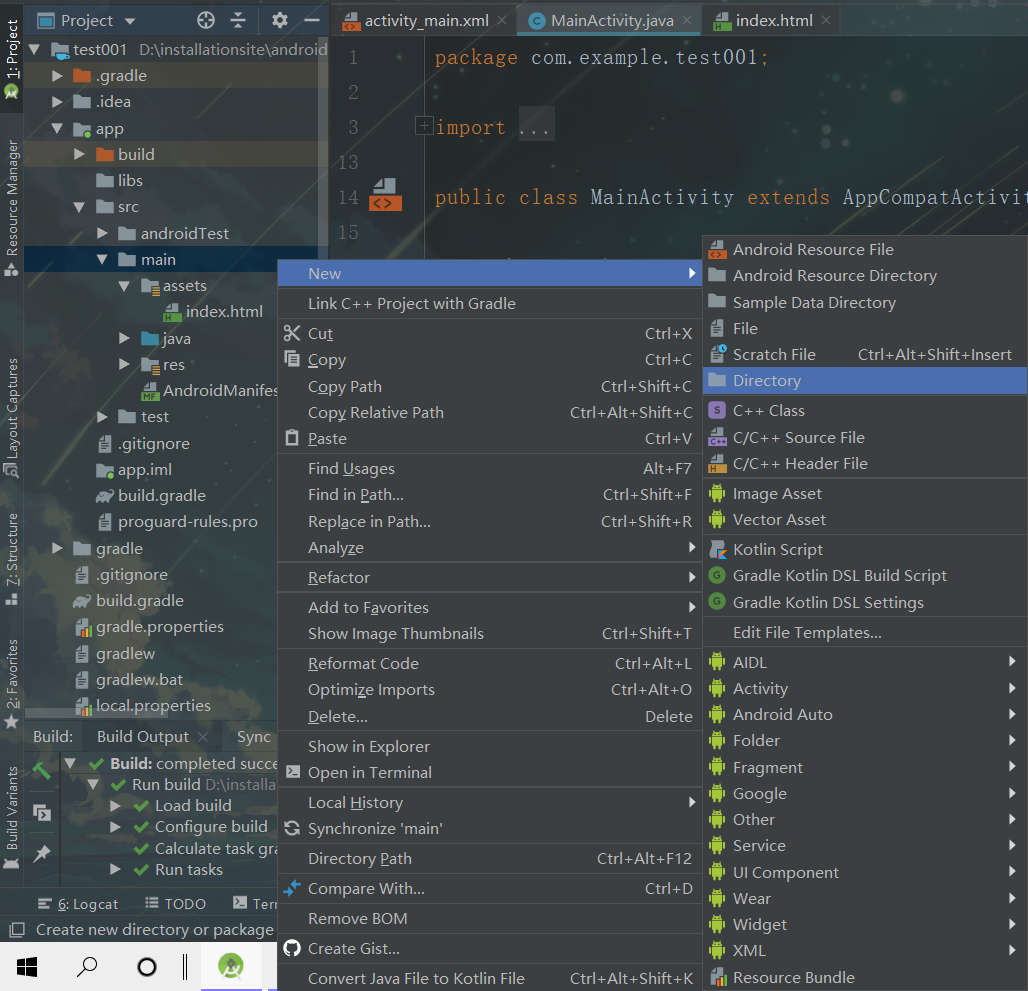 Project
activity_main.xml
MainActivity.java
index.html
1: Project
Resource Manager
Layout Captures
Z: Structure
2: Favorites
Build Variants
test001 D:\installationsite\android
.gradle
.idea
app
build
libs
src
androidTest
main
assets
index.html
java
res
AndroidManifes
test
.gitignore
app.iml
build.gradle
proguard-rules.pro
gradle
.gitignore
build.gradle
gradle.properties
gradlew
gradlew.bat
local.properties
1 package com.example.test001;
2
3 import ...
13
14 public class MainActivity extends AppCompatActivit
15
New
Link C++ Project with Gradle
Cut Ctrl+X
Copy Ctrl+C
Copy Path Ctrl+Shift+C
Copy Relative Path Ctrl+Alt+Shift+C
Paste Ctrl+V
Find Usages Alt+F7
Find in Path... Ctrl+Shift+F
Replace in Path... Ctrl+Shift+R
Analyze
Refactor
Add to Favorites
Show Image Thumbnails Ctrl+Shift+T
Reformat Code Ctrl+Alt+L
Optimize Imports Ctrl+Alt+O
Delete... Delete
Show in Explorer
Open in Terminal
Local History
Synchronize 'main'
Directory Path Ctrl+Alt+F12
Compare With... Ctrl+D
Remove BOM
Create Gist...
Convert Java File to Kotlin File Ctrl+Alt+Shift+K
Android Resource File
Android Resource Directory
Sample Data Directory
File
Scratch File Ctrl+Alt+Shift+Insert
Directory
C++ Class
C/C++ Source File
C/C++ Header File
Image Asset
Vector Asset
Kotlin Script
Gradle Kotlin DSL Build Script
Gradle Kotlin DSL Settings
Edit File Templates...
AIDL
Activity
Android Auto
Folder
Fragment
Google
Other
Service
UI Component
Wear
Widget
XML
Resource Bundle
Build: Build Output Sync
Build: completed succe
Run build D:\installa
Load build
Configure build
Calculate task gra
Run tasks
6: Logcat TODO Ter
Create new directory or package